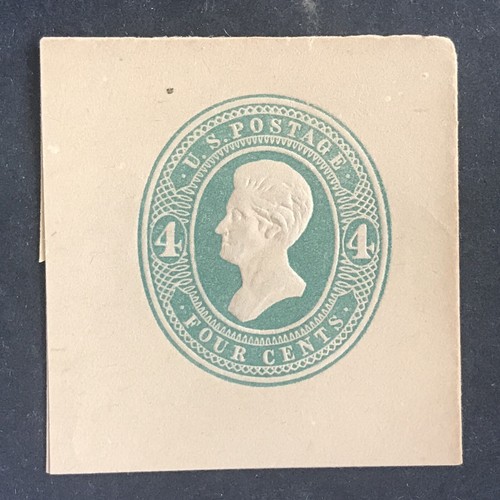 · U.S. POSTAGE ·
4 4
· FOUR CENTS ·